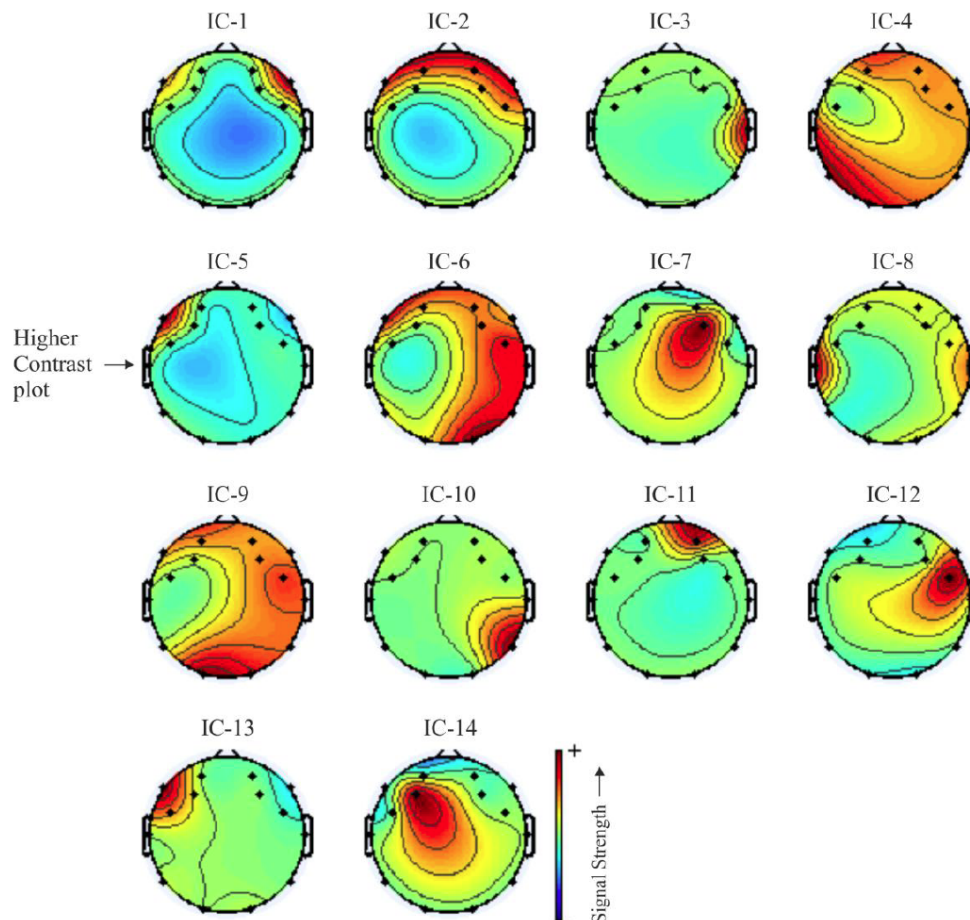 IC-1 IC-2 IC-3 IC-4
IC-5 IC-6 IC-7 IC-8
Higher
Contrast →
plot
IC-9 IC-10 IC-11 IC-12
IC-13 IC-14
+
Signal Strength →